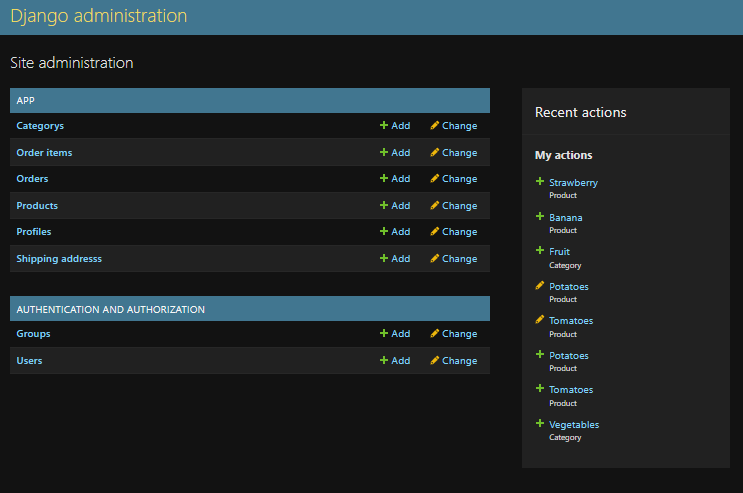 Django administration
Site administration
APP
Categorys Add Change
Order items Add Change
Orders Add Change
Products Add Change
Profiles Add Change
Shipping addresss Add Change
AUTHENTICATION AND AUTHORIZATION
Groups Add Change
Users Add Change
Recent actions
My actions
Strawberry
Product
Banana
Product
Fruit
Category
Potatoes
Product
Tomatoes
Product
Potatoes
Product
Tomatoes
Product
Vegetables
Category